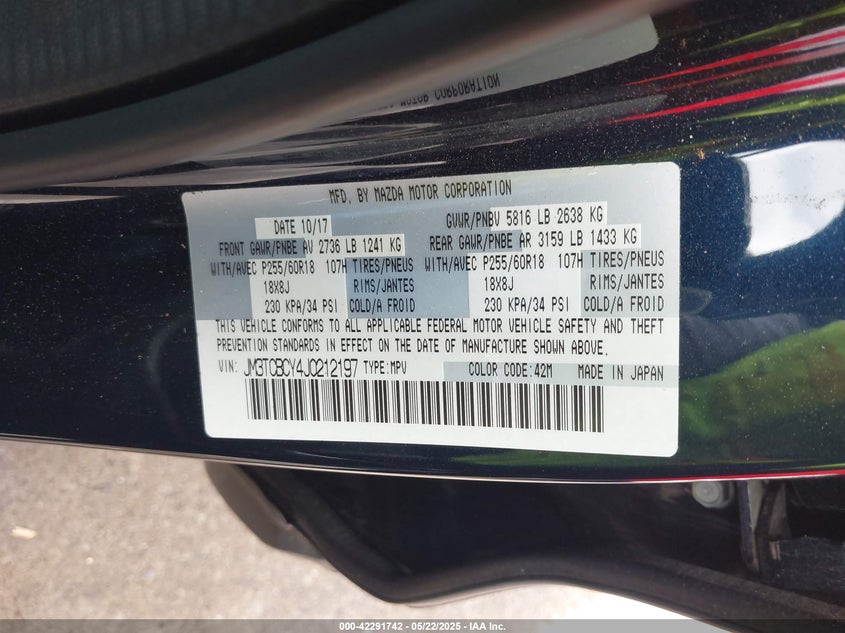 MOTOR CORPORATION
MFD. BY MAZDA MOTOR CORPORATION
DATE 10/17 GVWR/PNBV 5816 LB 2638 KG
FRONT GAWR/PNBE AV 2736 LB 1241 KG REAR GAWR/PNBE AR 3159 LB 1433 KG
WITH/AVEC P255/60R18 107H TIRES/PNEUS WITH/AVEC P255/60R18 107H TIRES/PNEUS
18X8J RIMS/JANTES 18X8J RIMS/JANTES
230 KPA/34 PSI COLD/A FROID 230 KPA/34 PSI COLD/A FROID
THIS VEHICLE CONFORMS TO ALL APPLICABLE FEDERAL MOTOR VEHICLE SAFETY AND THEFT
PREVENTION STANDARDS IN EFFECT ON THE DATE OF MANUFACTURE SHOWN ABOVE.
VIN: JM3TCBCY4J0212197 TYPE:MPV COLOR CODE:42M MADE IN JAPAN
000-42291742 - 05/22/2025 - IAA Inc.